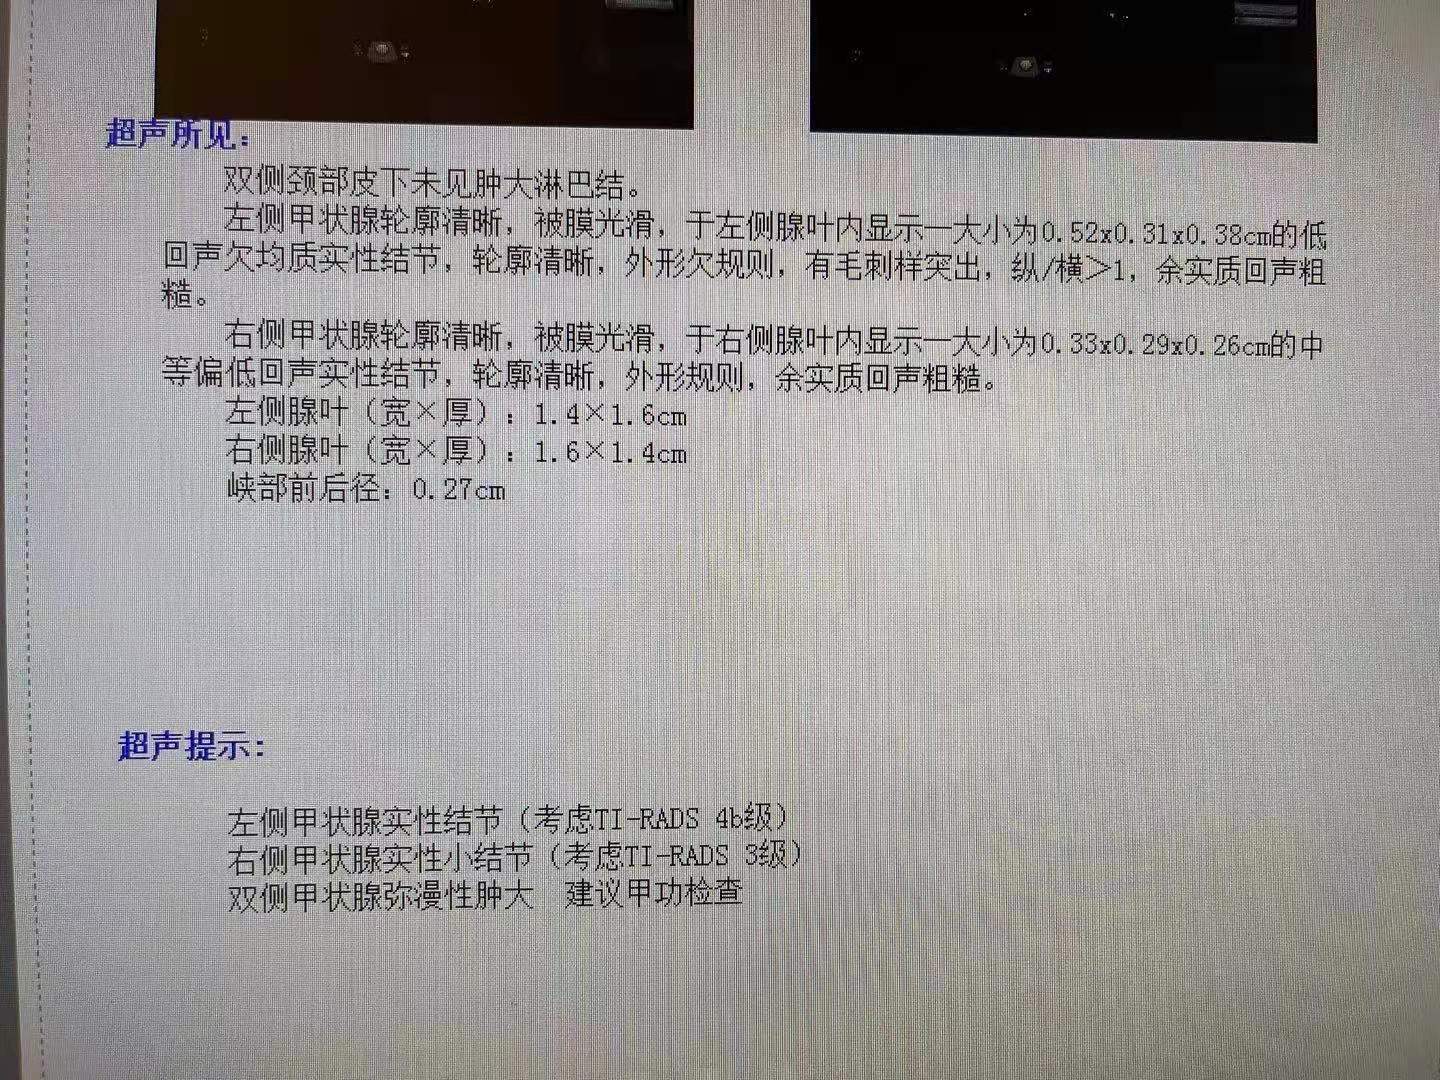 超声所见：
双侧颈部皮下未见肿大淋巴结。
左侧甲状腺轮廓清晰，被膜光滑，于左侧腺叶内显示一大小为0.52x0.31x0.38cm的低
回声欠均质实性结节，轮廓清晰，外形欠规则，有毛刺样突出，纵/横＞1，余实质回声粗
糙。
右侧甲状腺轮廓清晰，被膜光滑，于右侧腺叶内显示一大小为0.33x0.29x0.26cm的中
等偏低回声实性结节，轮廓清晰，外形规则，余实质回声粗糙。
左侧腺叶（宽×厚）：1.4×1.6cm
右侧腺叶（宽×厚）：1.6×1.4cm
峡部前后径：0.27cm
超声提示：
左侧甲状腺实性结节（考虑TI-RADS 4b级）
右侧甲状腺实性小结节（考虑TI-RADS 3级）
双侧甲状腺弥漫性肿大　建议甲功检查